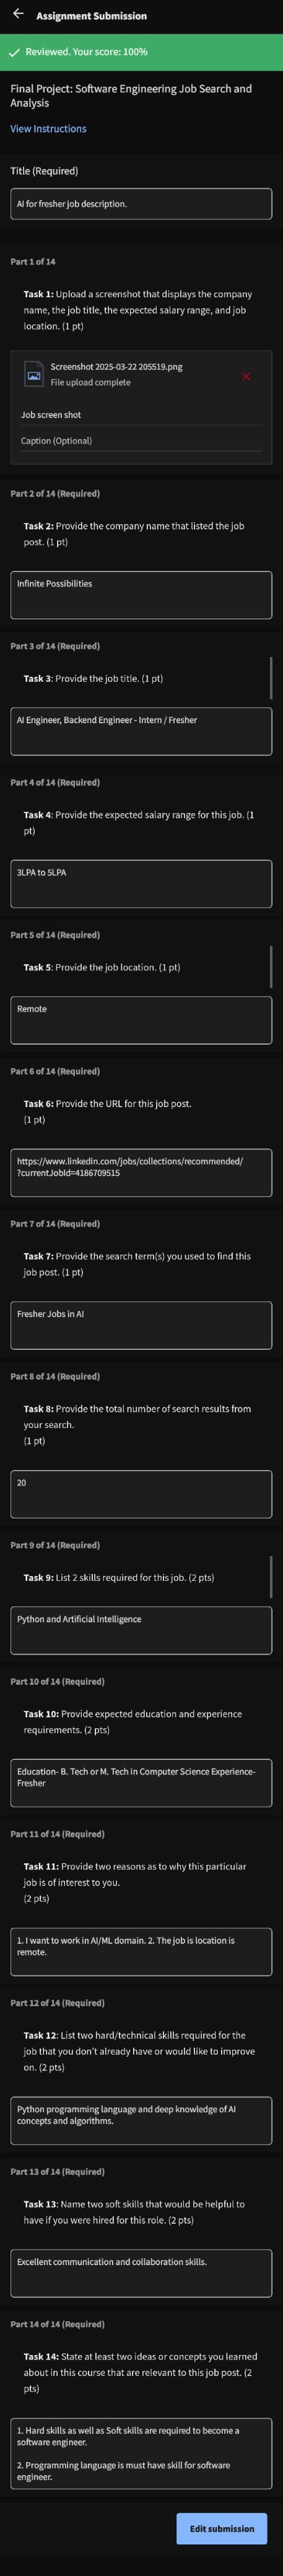 Assignment Submission
Reviewed. Your score: 100%
Final Project: Software Engineering Job Search and
Analysis
View Instructions
Title (Required)
AI for fresher job description.
Part 1 of 14
Task 1: Upload a screenshot that displays the company
name, the job title, the expected salary range, and job
location. (1 pt)
Screenshot 2025-03-22 205519.png
File upload complete
Job screen shot
Caption (Optional)
Part 2 of 14 (Required)
Task 2: Provide the company name that listed the job
post. (1 pt)
Infinite Possibilities
Part 3 of 14 (Required)
Task 3: Provide the job title. (1 pt)
AI Engineer, Backend Engineer - Intern / Fresher
Part 4 of 14 (Required)
Task 4: Provide the expected salary range for this job. (1
pt)
3LPA to 5LPA
Part 5 of 14 (Required)
Task 5: Provide the job location. (1 pt)
Remote
Part 6 of 14 (Required)
Task 6: Provide the URL for this job post.
(1 pt)
https://www.linkedin.com/jobs/collections/recommended/
?currentJobId=4186709515
Part 7 of 14 (Required)
Task 7: Provide the search term(s) you used to find this
job post. (1 pt)
Fresher Jobs in AI
Part 8 of 14 (Required)
Task 8: Provide the total number of search results from
your search.
(1 pt)
20
Part 9 of 14 (Required)
Task 9: List 2 skills required for this job. (2 pts)
Python and Artificial Intelligence
Part 10 of 14 (Required)
Task 10: Provide expected education and experience
requirements. (2 pts)
Education- B. Tech or M. Tech in Computer Science Experience-
Fresher
Part 11 of 14 (Required)
Task 11: Provide two reasons as to why this particular
job is of interest to you.
(2 pts)
1. I want to work in AI/ML domain. 2. The job is location is
remote.
Part 12 of 14 (Required)
Task 12: List two hard/technical skills required for the
job that you don't already have or would like to improve
on. (2 pts)
Python programming language and deep knowledge of AI
concepts and algorithms.
Part 13 of 14 (Required)
Task 13: Name two soft skills that would be helpful to
have if you were hired for this role. (2 pts)
Excellent communication and collaboration skills.
Part 14 of 14 (Required)
Task 14: State at least two ideas or concepts you learned
about in this course that are relevant to this job post. (2
pts)
1. Hard skills as well as Soft skills are required to become a
software engineer.
2. Programming language is must have skill for software
engineer.
Edit submission